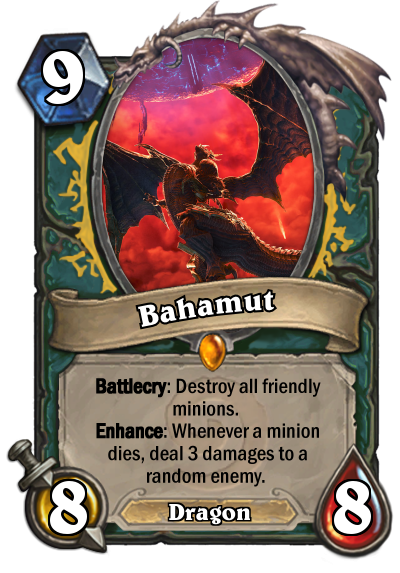 9
Bahamut
Battlecry: Destroy all friendly
minions.
Enhance: Whenever a minion
dies, deal 3 damages to a
random enemy.
8
Dragon
8